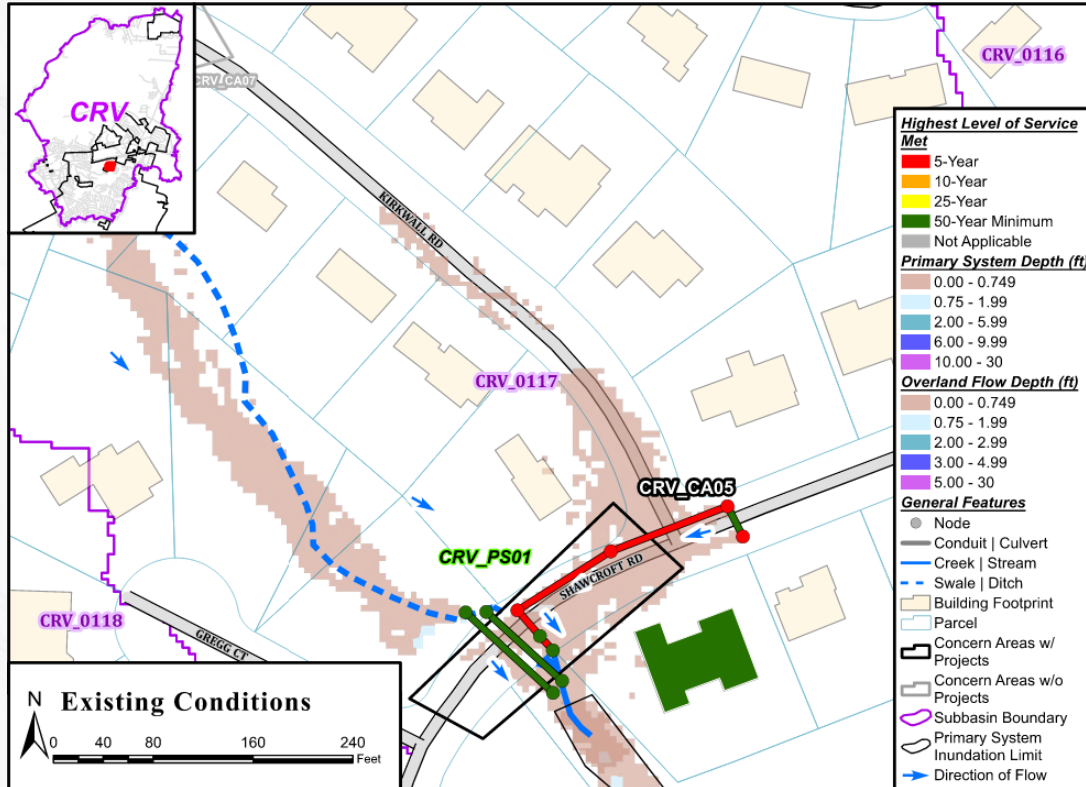 CRV
CRV_CA07
CRV_0116
KIRKWALL RD
CRV_0117
CRV_CA05
CRV_PS01
SHAWCROFT RD
CRV_0118
GREGG CT
Existing Conditions
N
0 40 80 160 240
Feet
Highest Level of Service
Met
5-Year
10-Year
25-Year
50-Year Minimum
Not Applicable
Primary System Depth (ft)
0.00 - 0.749
0.75 - 1.99
2.00 - 5.99
6.00 - 9.99
10.00 - 30
Overland Flow Depth (ft)
0.00 - 0.749
0.75 - 1.99
2.00 - 2.99
3.00 - 4.99
5.00 - 30
General Features
Node
Conduit | Culvert
Creek | Stream
Swale | Ditch
Building Footprint
Parcel
Concern Areas w/
Projects
Concern Areas w/o
Projects
Subbasin Boundary
Primary System
Inundation Limit
Direction of Flow